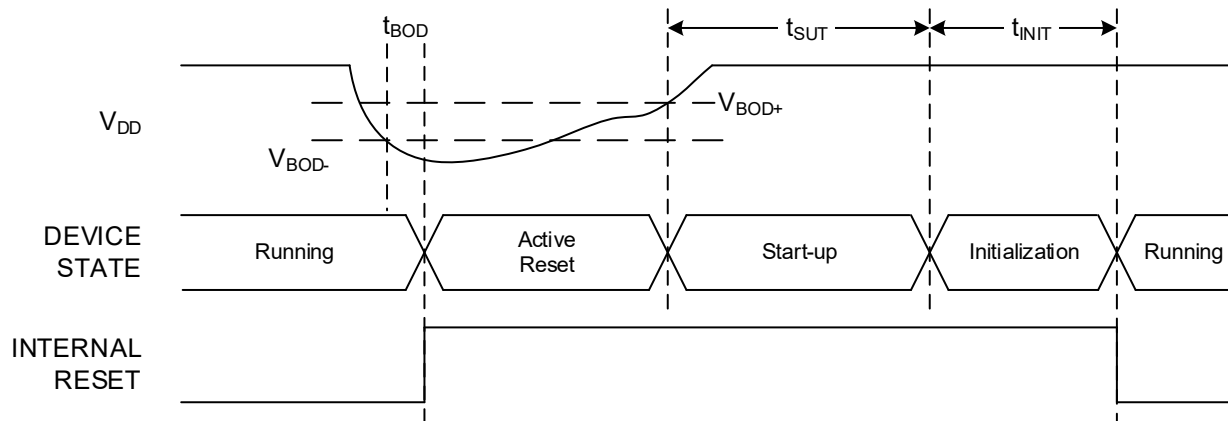 tBOD
tSUT
tINIT
VDD
VBOD+
VBOD-
DEVICE
STATE
Running
Active
Reset
Start-up
Initialization
Running
INTERNAL
RESET